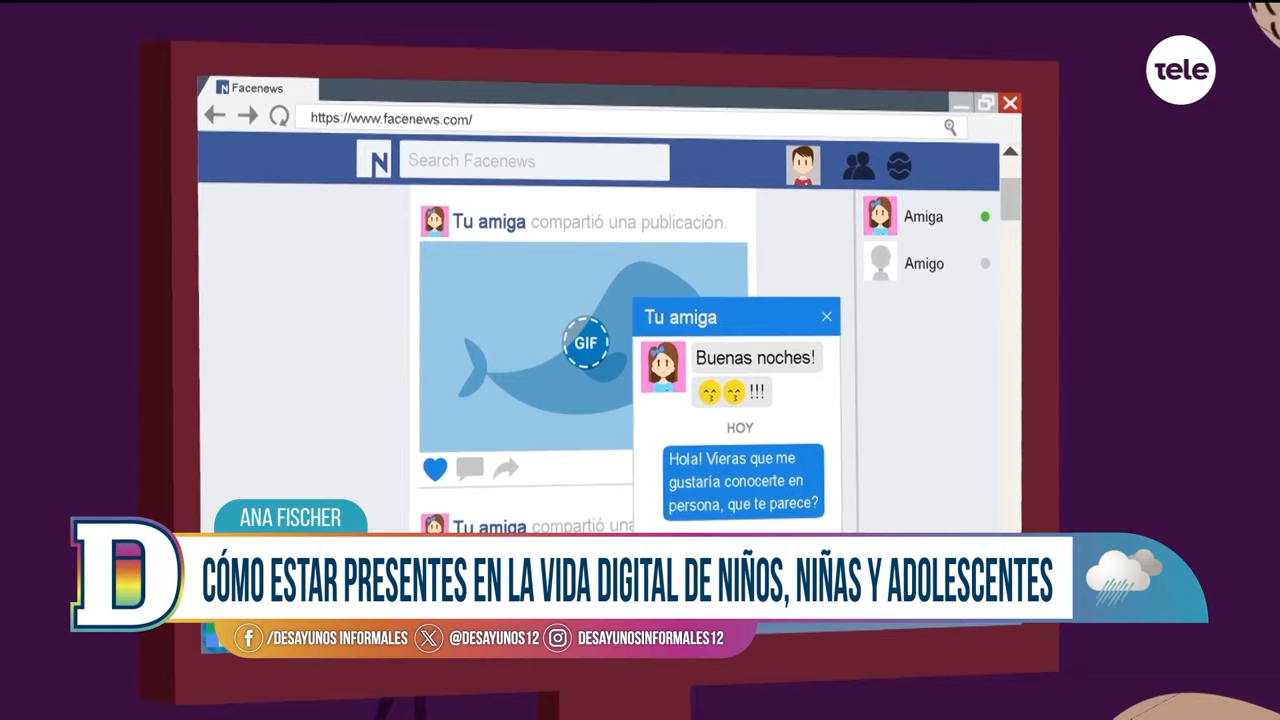 tele
N Facenews
https://www.facenews.com/
N
Search Facenews
Tu amiga compartió una publicación.
Amiga
Amigo
GIF
Tu amiga
Buenas noches!
!!!
HOY
Hola! Vieras que me
gustaría conocerte en
persona, que te parece?
Tu amiga compartió una
ANA FISCHER
D
CÓMO ESTAR PRESENTES EN LA VIDA DIGITAL DE NIÑOS, NIÑAS Y ADOLESCENTES
/DESAYUNOS INFORMALES @DESAYUNOS12 DESAYUNOSINFORMALES12